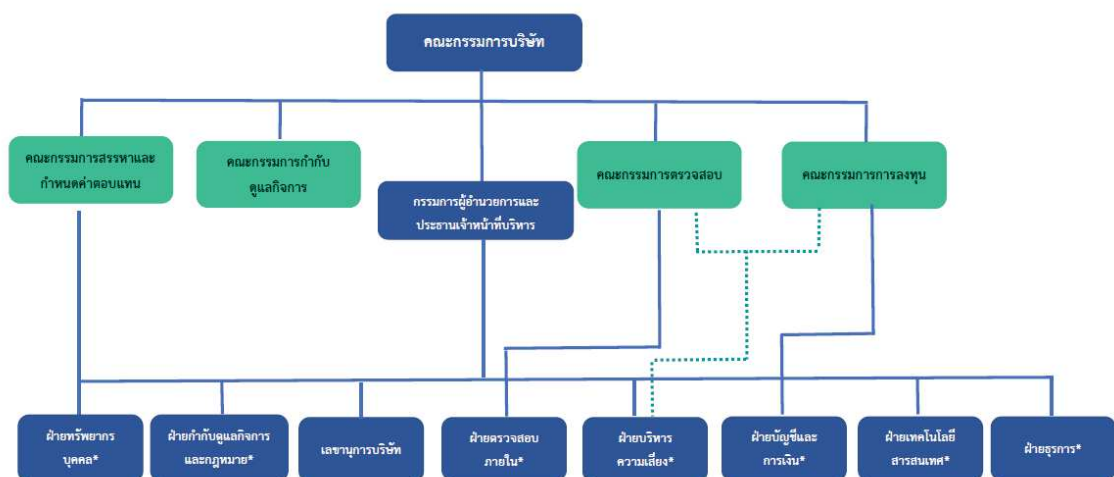 คณะกรรมการบริษัท
คณะกรรมการสรรหาและ
กำหนดค่าตอบแทน
คณะกรรมการกำกับ
ดูแลกิจการ
กรรมการผู้อำนวยการและ
ประธานเจ้าหน้าที่บริหาร
คณะกรรมการตรวจสอบ
คณะกรรมการการลงทุน
ฝ่ายทรัพยากร
บุคคล*
ฝ่ายกำกับดูแลกิจการ
และกฎหมาย*
เลขานุการบริษัท
ฝ่ายตรวจสอบ
ภายใน*
ฝ่ายบริหาร
ความเสี่ยง*
ฝ่ายบัญชีและ
การเงิน*
ฝ่ายเทคโนโลยี
สารสนเทศ*
ฝ่ายธุรการ*